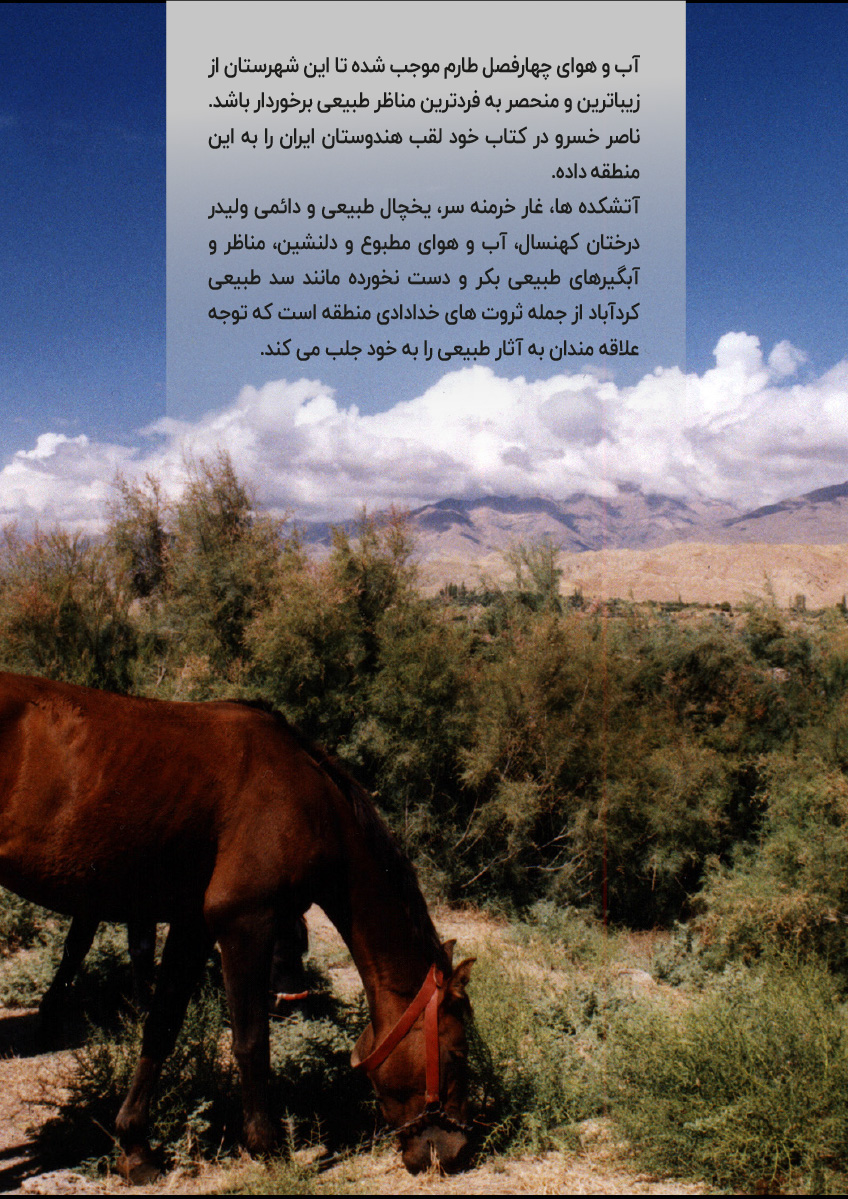 آب و هوای چهارفصل طارم موجب شده تا این شهرستان از
زیباترین و منحصر به فردترین مناظر طبیعی برخوردار باشد.
ناصر خسرو در کتاب خود لقب هندوستان ایران را به این
منطقه داده.
آتشکده ها، غار خرمنه سر، یخچال طبیعی و دائمی ولیدر
درختان کهنسال، آب و هوای مطبوع و دلنشین، مناظر و
آبگیرهای طبیعی بکر و دست نخورده مانند سد طبیعی
کردآباد از جمله ثروت های خدادادی منطقه است که توجه
علاقه مندان به آثار طبیعی را به خود جلب می کند.